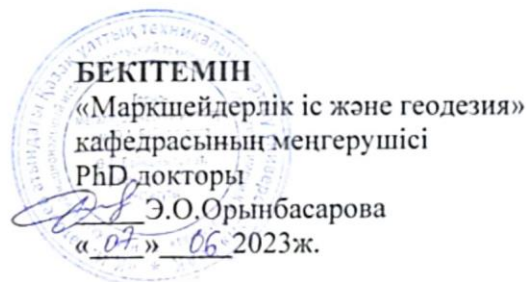 БЕКІТЕМІН
«Маркшейдерлік іс және геодезия»
кафедрасының меңгерушісі
PhD докторы
Э.О.Орынбасарова
«07» 06 2023ж.